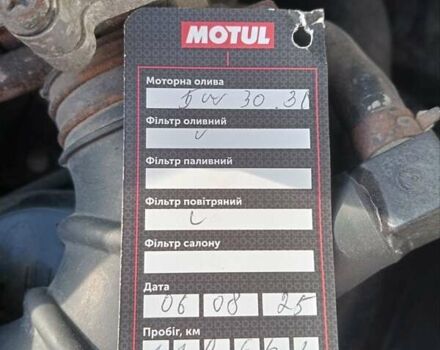 MOTUL
Моторна олива
5w 30. 3l
Фільтр оливний
Фільтр паливний
Фільтр повітряний
Фільтр салону
Дата
06 08 25
Пробіг, км